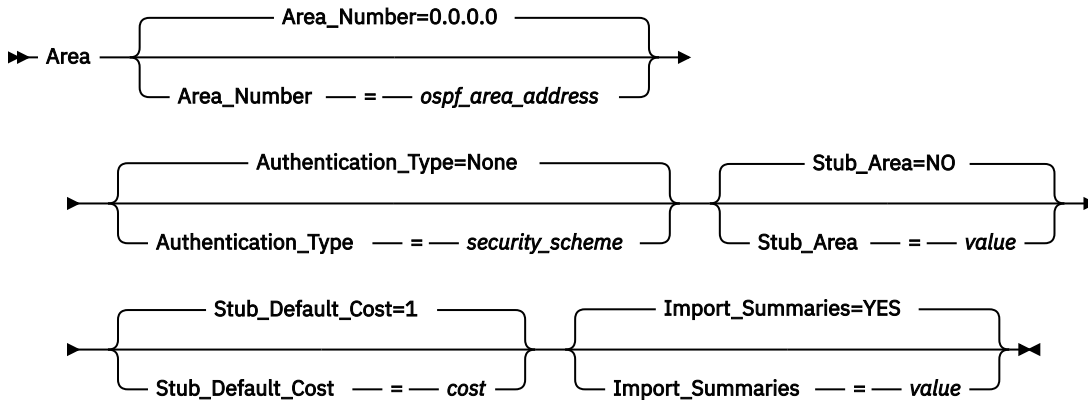 Area_Number=0.0.0.0
Area
Area_Number = ospf_area_address
Authentication_Type=None Stub_Area=NO
Authentication_Type = security_scheme Stub_Area = value
Stub_Default_Cost=1 Import_Summaries=YES
Stub_Default_Cost = cost Import_Summaries = value